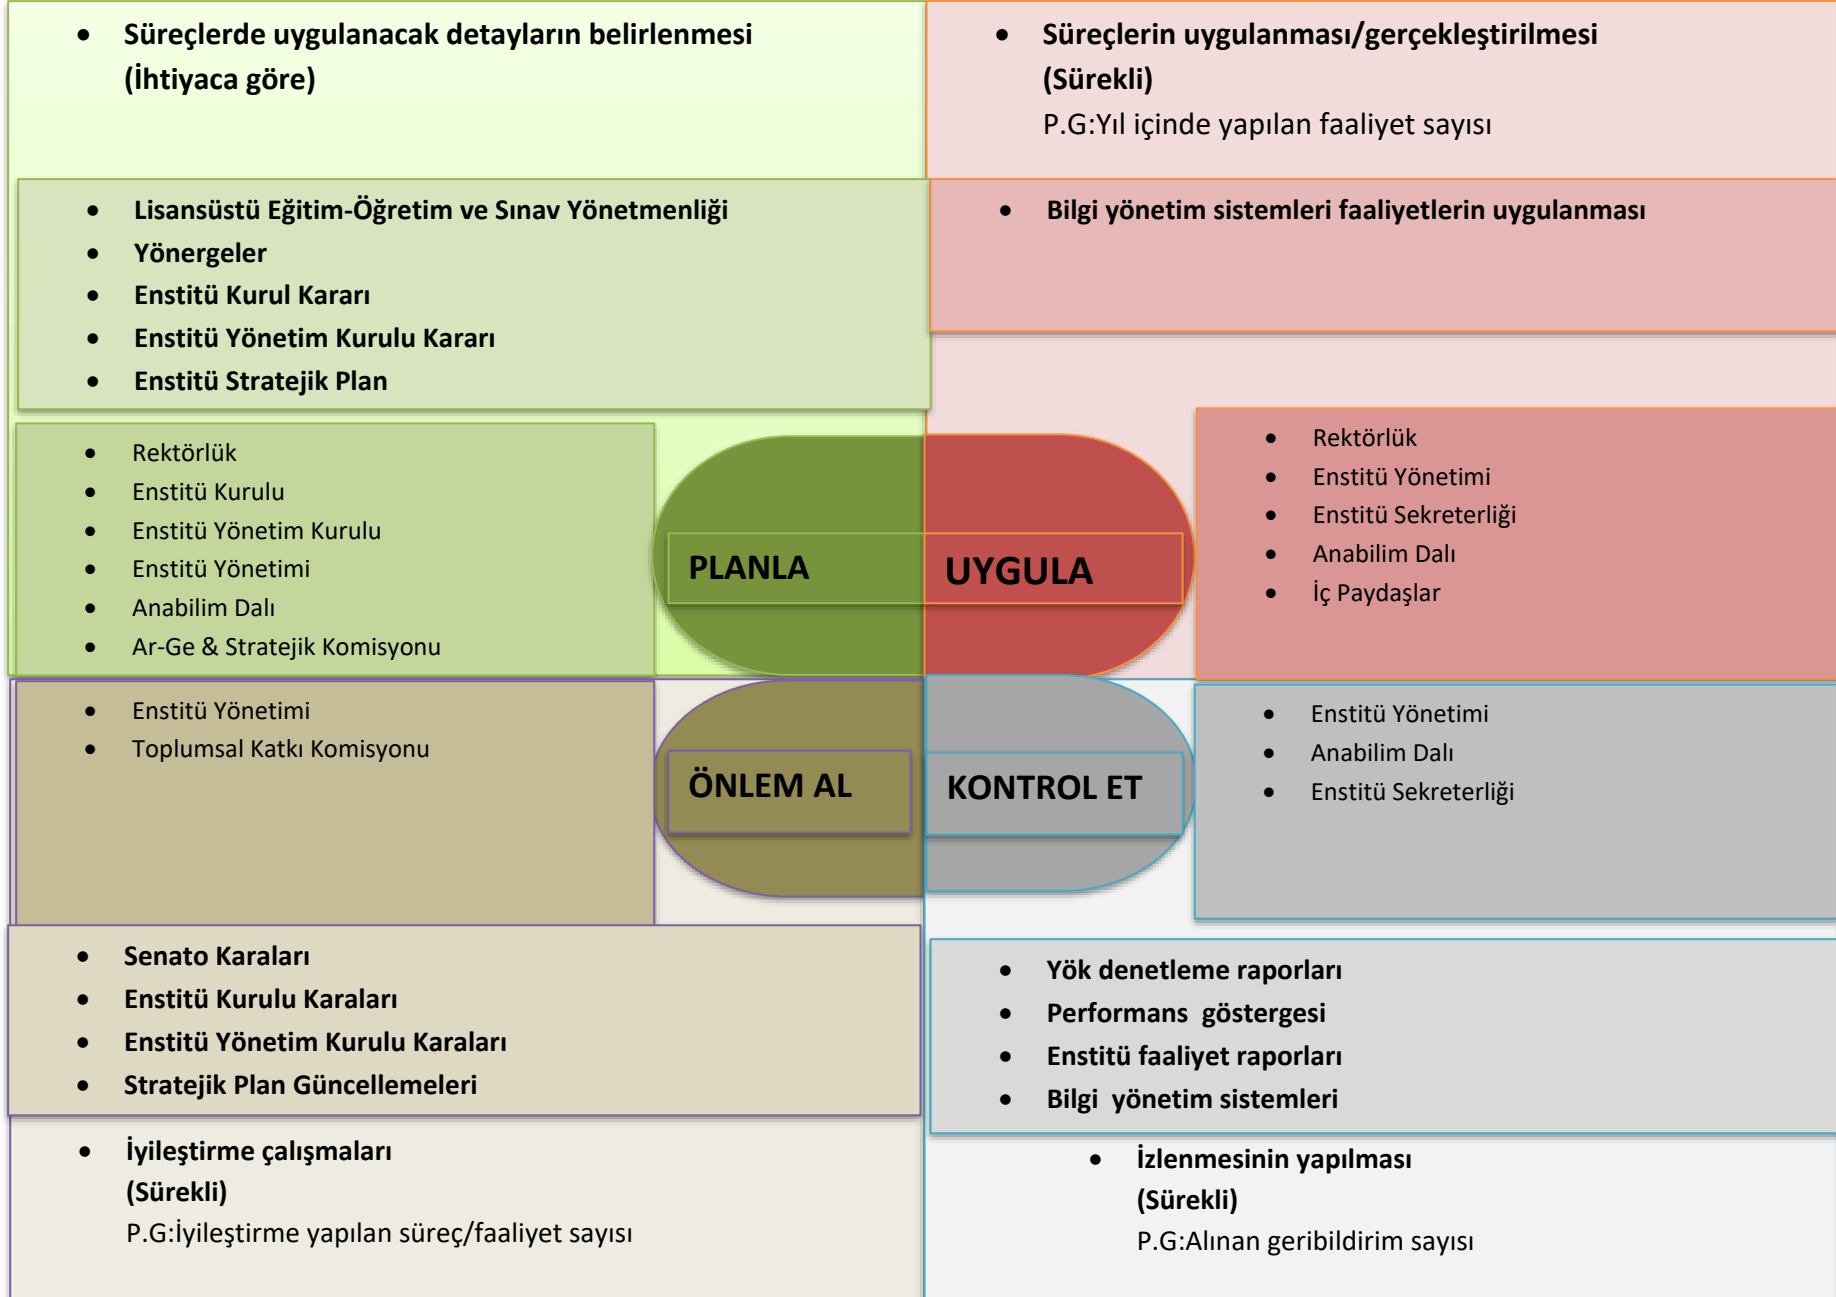 • Süreçlerde uygulanacak detayların belirlenmesi
(İhtiyaca göre)
• Lisansüstü Eğitim-Öğretim ve Sınav Yönetmenliği
• Yönergeler
• Enstitü Kurul Kararı
• Enstitü Yönetim Kurulu Kararı
• Enstitü Stratejik Plan
• Rektörlük
• Enstitü Kurulu
• Enstitü Yönetim Kurulu
• Enstitü Yönetimi
• Anabilim Dalı
• Ar-Ge & Stratejik Komisyonu
PLANLA
• Süreçlerin uygulanması/gerçekleştirilmesi
(Sürekli)
P.G:Yıl içinde yapılan faaliyet sayısı
• Bilgi yönetim sistemleri faaliyetlerin uygulanması
UYGULA
• Rektörlük
• Enstitü Yönetimi
• Enstitü Sekreterliği
• Anabilim Dalı
• İç Paydaşlar
• Enstitü Yönetimi
• Toplumsal Katkı Komisyonu
ÖNLEM AL
• Senato Karaları
• Enstitü Kurulu Karaları
• Enstitü Yönetim Kurulu Karaları
• Stratejik Plan Güncellemeleri
• İyileştirme çalışmaları
(Sürekli)
P.G:İyileştirme yapılan süreç/faaliyet sayısı
KONTROL ET
• Enstitü Yönetimi
• Anabilim Dalı
• Enstitü Sekreterliği
• Yök denetleme raporları
• Performans  göstergesi
• Enstitü faaliyet raporları
• Bilgi  yönetim sistemleri
• İzlenmesinin yapılması
(Sürekli)
P.G:Alınan geribildirim sayısı